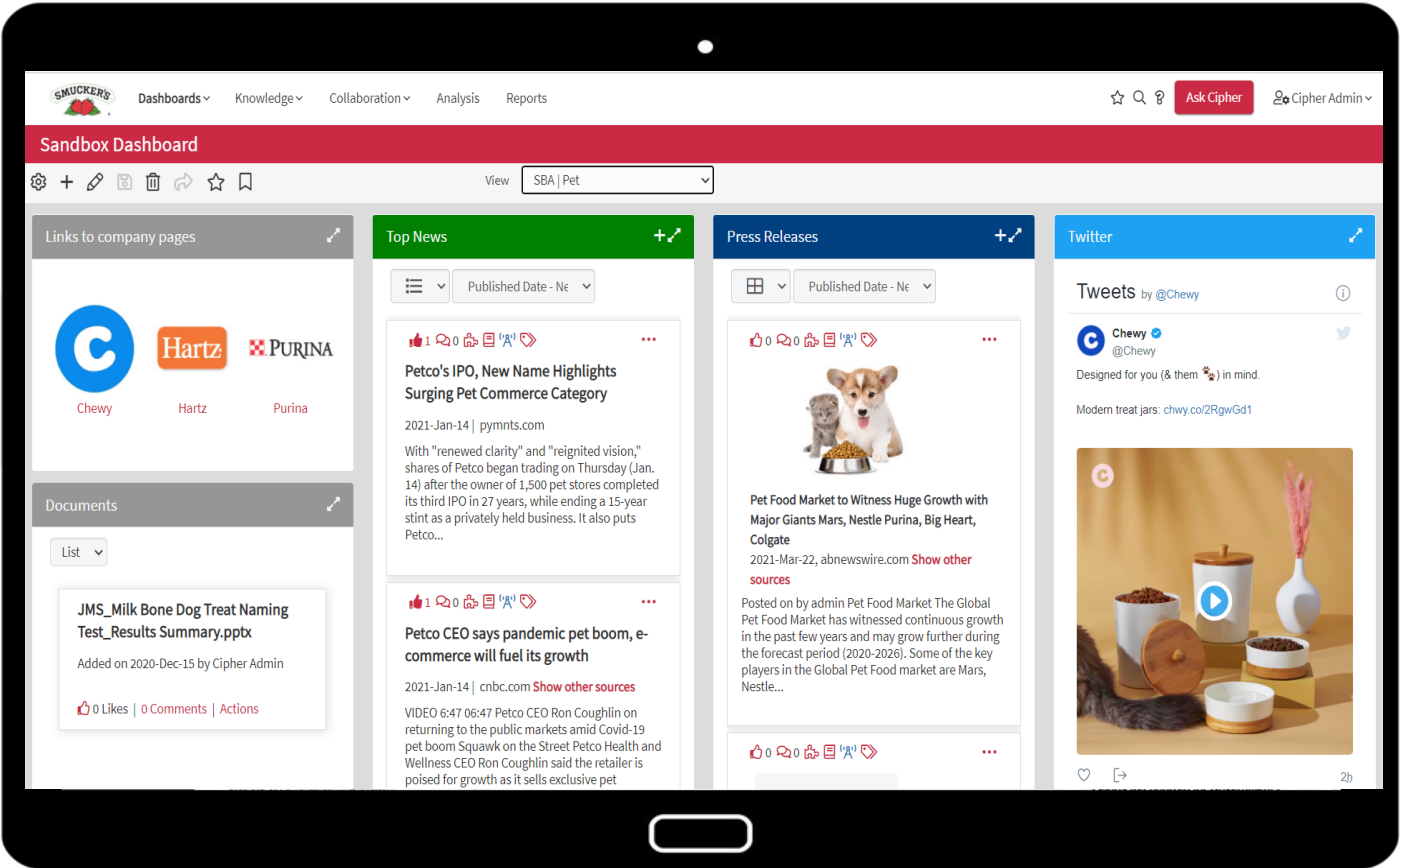 SMUCKER'S
Dashboards
Knowledge
Collaboration
Analysis
Reports
Ask Cipher
Cipher Admin
Sandbox Dashboard
View
SBA | Pet
Links to company pages
Hartz
PURINA
Chewy
Hartz
Purina
Documents
List
JMS_Milk Bone Dog Treat Naming
Test_Results Summary.pptx
Added on 2020-Dec-15 by Cipher Admin
0 Likes | 0 Comments | Actions
Top News
Published Date - Ne
1 0
Petco's IPO, New Name Highlights
Surging Pet Commerce Category
2021-Jan-14 | pymnts.com
With "renewed clarity" and "reignited vision,"
shares of Petco began trading on Thursday (Jan.
14) after the owner of 1,500 pet stores completed
its third IPO in 27 years, while ending a 15-year
stint as a privately held business. It also puts
Petco...
1 0
Petco CEO says pandemic pet boom, e-
commerce will fuel its growth
2021-Jan-14 | cnbc.com Show other sources
VIDEO 6:47 06:47 Petco CEO Ron Coughlin on
returning to the public markets amid Covid-19
pet boom Squawk on the Street Petco Health and
Wellness CEO Ron Coughlin said the retailer is
poised for growth as it sells exclusive pet
Press Releases
Published Date - Ne
0 0
Pet Food Market to Witness Huge Growth with
Major Giants Mars, Nestle Purina, Big Heart,
Colgate
2021-Mar-22, abnewswire.com Show other
sources
Posted on by admin Pet Food Market The Global
Pet Food Market has witnessed continuous growth
in the past few years and may grow further during
the forecast period (2020-2026). Some of the key
players in the Global Pet Food market are Mars,
Nestle...
0 0
Twitter
Tweets by @Chewy
Chewy
@Chewy
Designed for you (& them 🐾) in mind.
Modern treat jars: chwy.co/2RgwGd1
2h